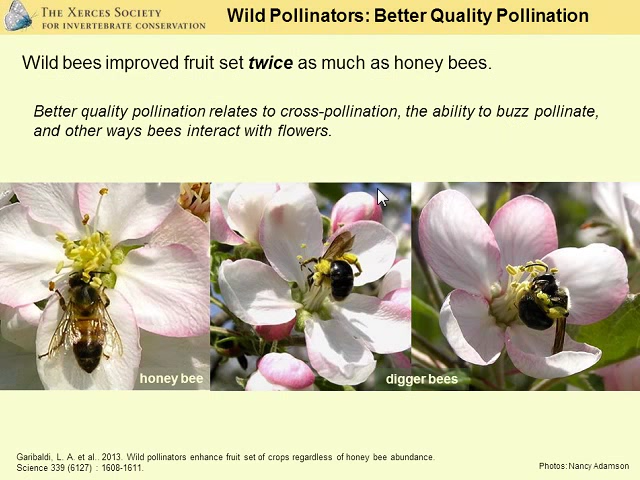 THE XERCES SOCIETY
FOR INVERTEBRATE CONSERVATION
Wild Pollinators: Better Quality Pollination
Wild bees improved fruit set twice as much as honey bees.
Better quality pollination relates to cross-pollination, the ability to buzz pollinate,
and other ways bees interact with flowers.
honey bee
digger bees
Garibaldi, L. A. et al.. 2013. Wild pollinators enhance fruit set of crops regardless of honey bee abundance.
Science 339 (6127) : 1608-1611.
Photos: Nancy Adamson